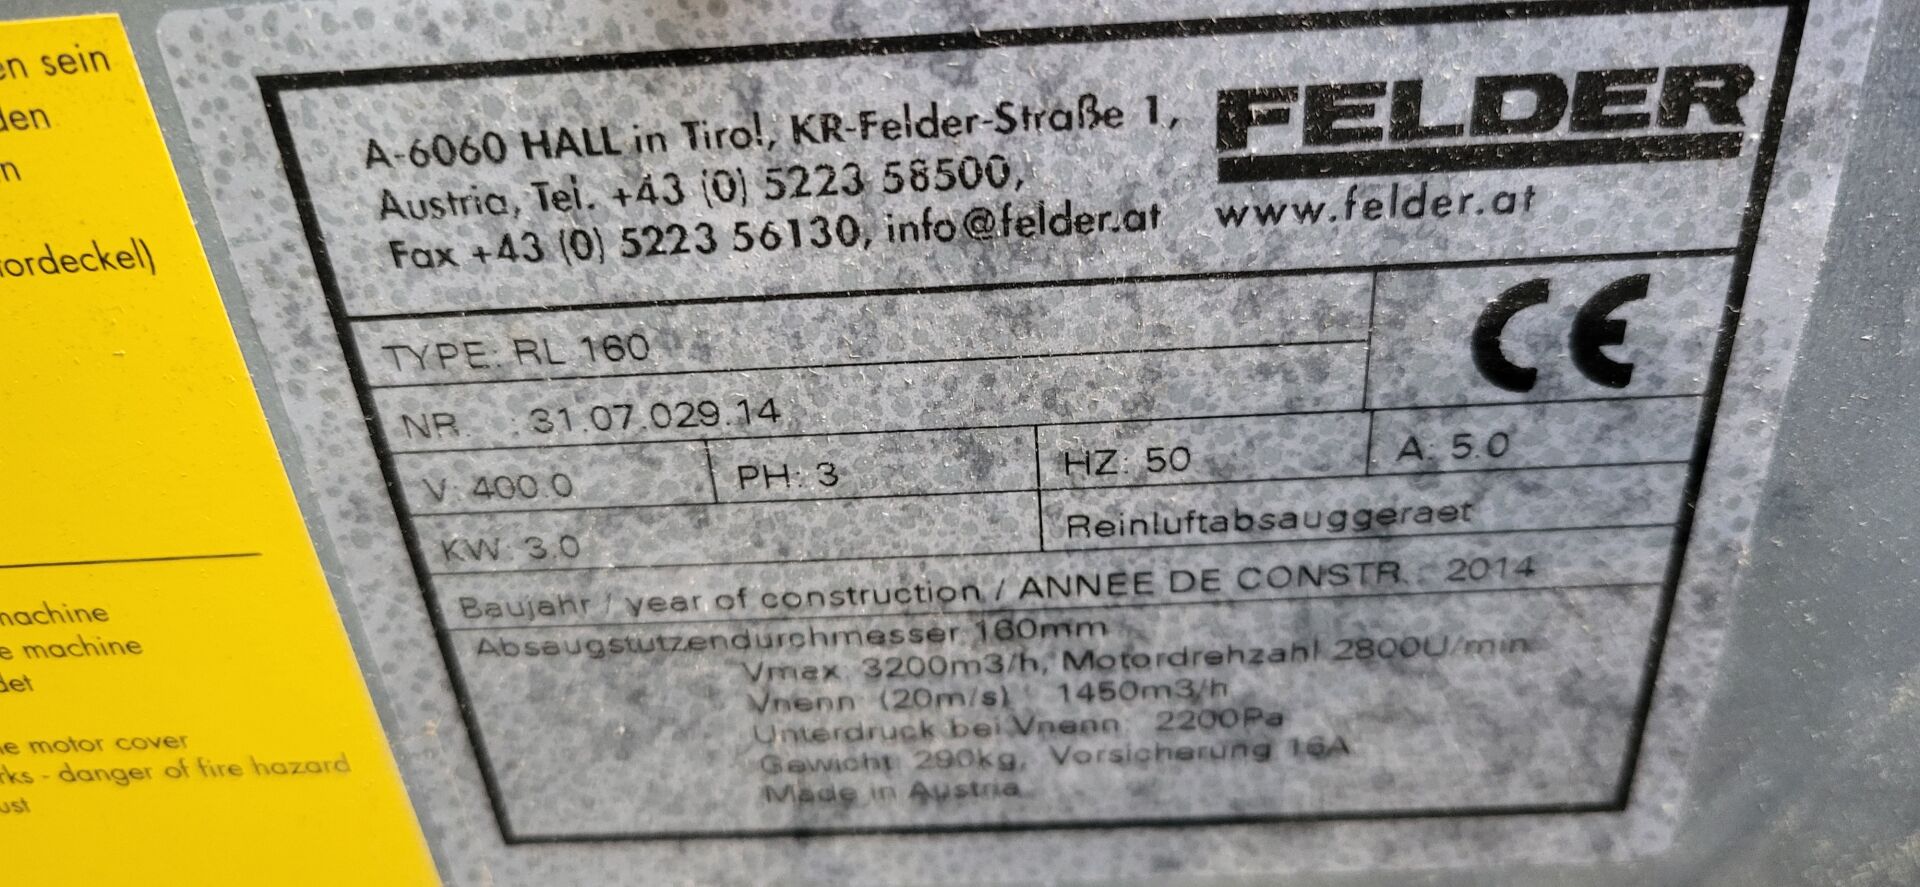 en sein
den
n
ordeckel)
machine
e machine
det
e motor cover
rks - danger of fire hazard
ust
A-6060 HALL in Tirol, KR-Felder-Straße 1,
Austria, Tel. +43 (0) 5223 58500,
Fax +43 (0) 5223 56130, info@felder.at
FELDER
www.felder.at
TYPE: RL 160
CE
NR. : 31.07.029.14
V: 400.0 PH: 3 HZ: 50 A: 5.0
KW: 3.0 Reinluftabsauggeraet
Baujahr / year of construction / ANNEE DE CONSTR.: 2014
Absaugstutzendurchmesser 160mm
Vmax: 3200m3/h, Motordrehzahl 2800U/min
Vnenn (20m/s) 1450m3/h
Unterdruck bei Vnenn: 2200Pa
Gewicht: 290kg, Vorsicherung 16A
Made in Austria